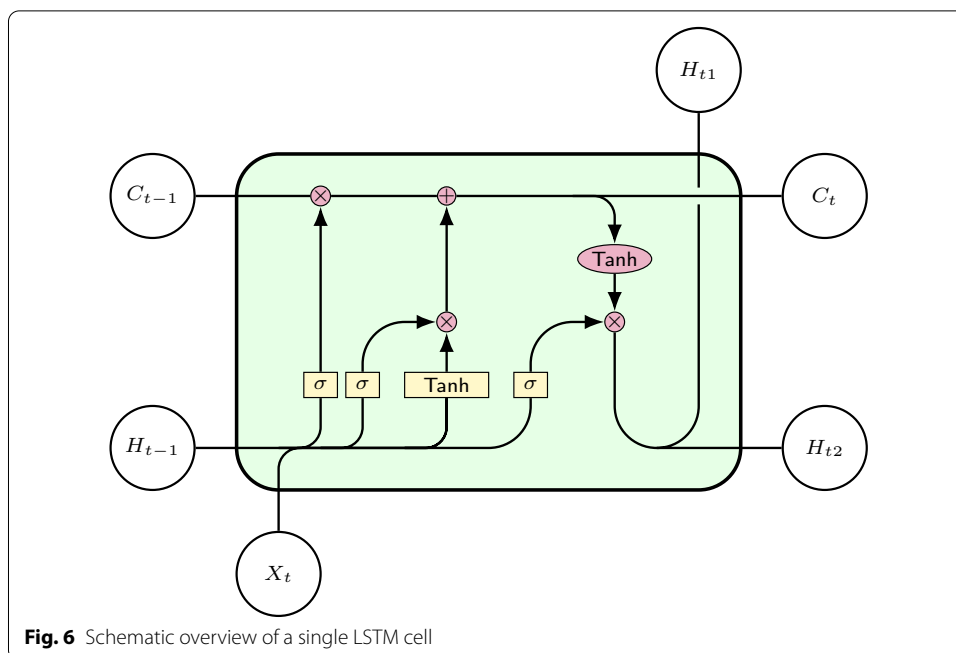 H_{t1}
C_{t−1}
×
+
C_t
Tanh
×
×
σ
σ
Tanh
σ
H_{t−1}
H_{t2}
X_t
Fig. 6 Schematic overview of a single LSTM cell